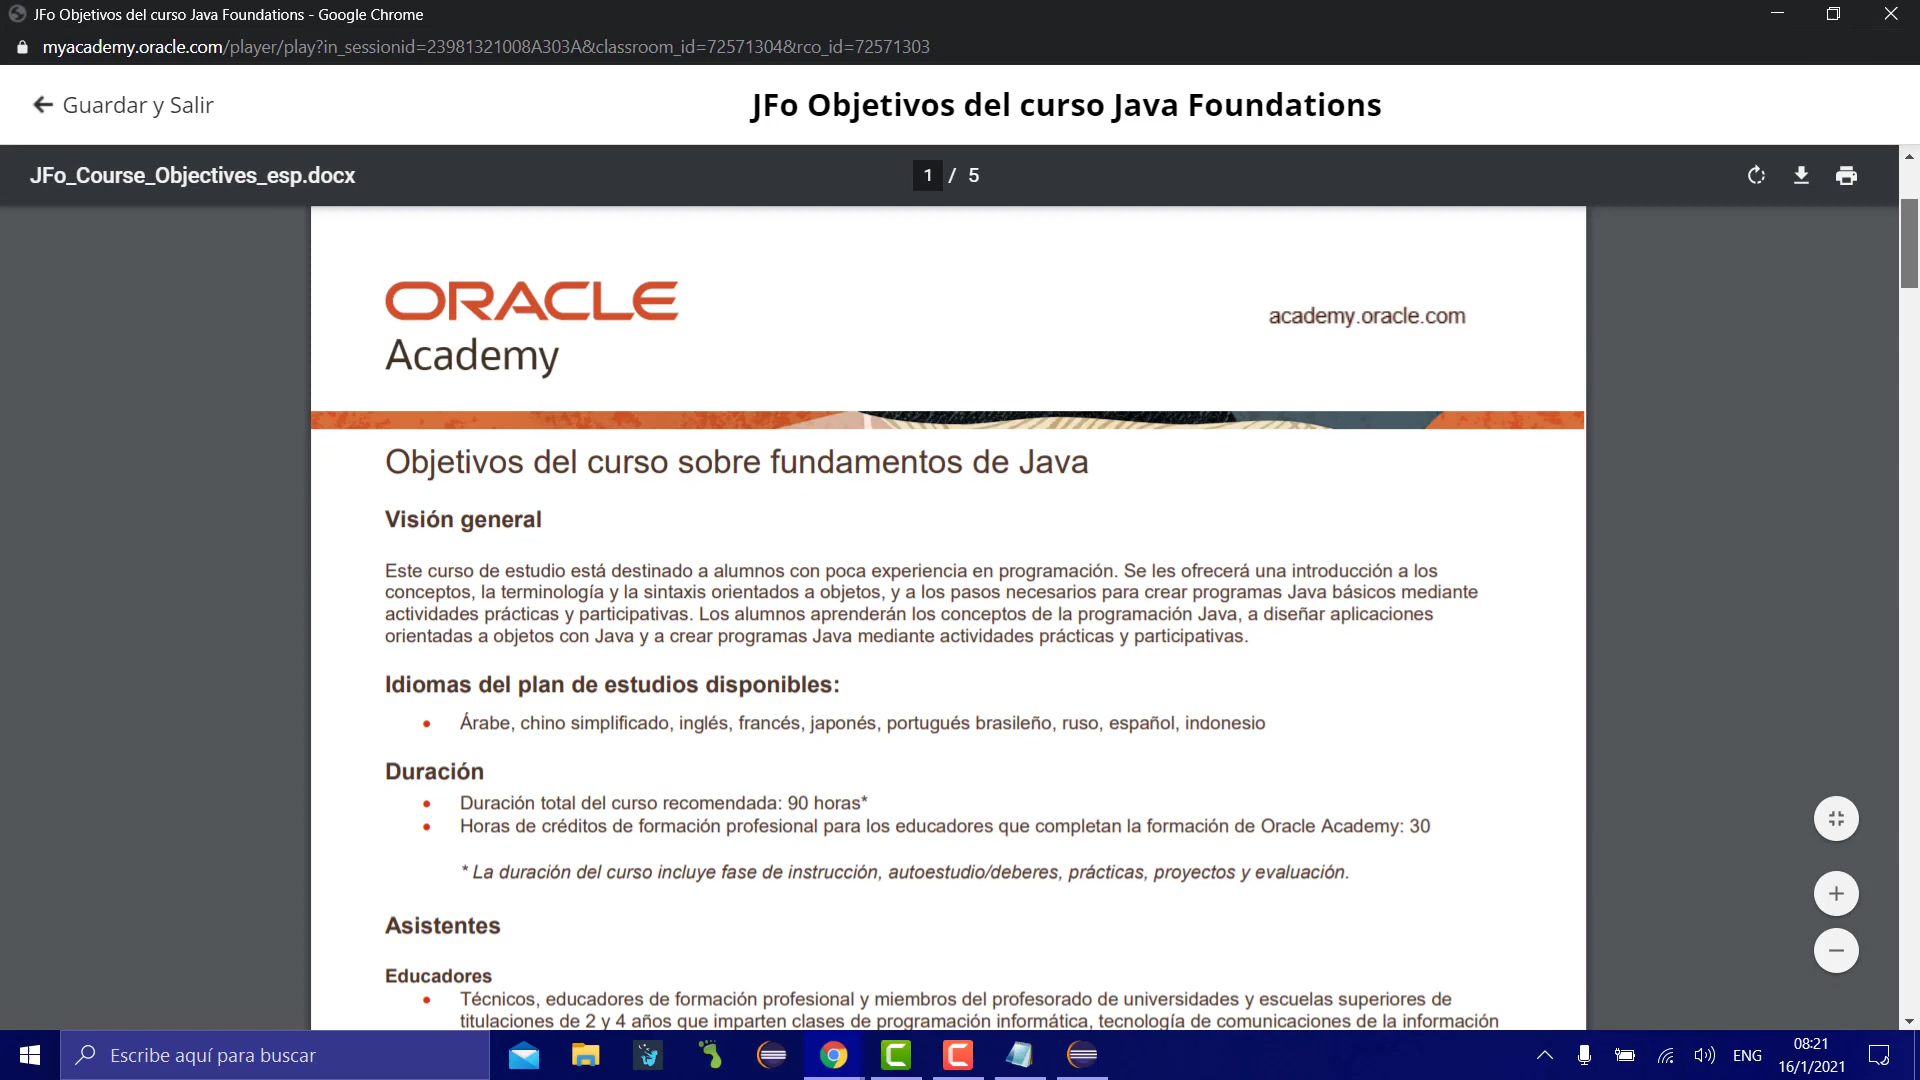 JFo Objetivos del curso Java Foundations - Google Chrome
myacademy.oracle.com/player/play?in_sessionid=23981321008A303A&classroom_id=72571304&rco_id=72571303
Guardar y Salir
JFo Objetivos del curso Java Foundations
JFo_Course_Objectives_esp.docx
1 / 5
ORACLE
Academy
academy.oracle.com
Objetivos del curso sobre fundamentos de Java
Visión general
Este curso de estudio está destinado a alumnos con poca experiencia en programación. Se les ofrecerá una introducción a los
conceptos, la terminología y la sintaxis orientados a objetos, y a los pasos necesarios para crear programas Java básicos mediante
actividades prácticas y participativas. Los alumnos aprenderán los conceptos de la programación Java, a diseñar aplicaciones
orientadas a objetos con Java y a crear programas Java mediante actividades prácticas y participativas.
Idiomas del plan de estudios disponibles:
• Árabe, chino simplificado, inglés, francés, japonés, portugués brasileño, ruso, español, indonesio
Duración
• Duración total del curso recomendada: 90 horas*
• Horas de créditos de formación profesional para los educadores que completan la formación de Oracle Academy: 30
* La duración del curso incluye fase de instrucción, autoestudio/deberes, prácticas, proyectos y evaluación.
Asistentes
Educadores
• Técnicos, educadores de formación profesional y miembros del profesorado de universidades y escuelas superiores de
titulaciones de 2 y 4 años que imparten clases de programación informática, tecnología de comunicaciones de la información
Escribe aquí para buscar
ENG
08:21
16/1/2021